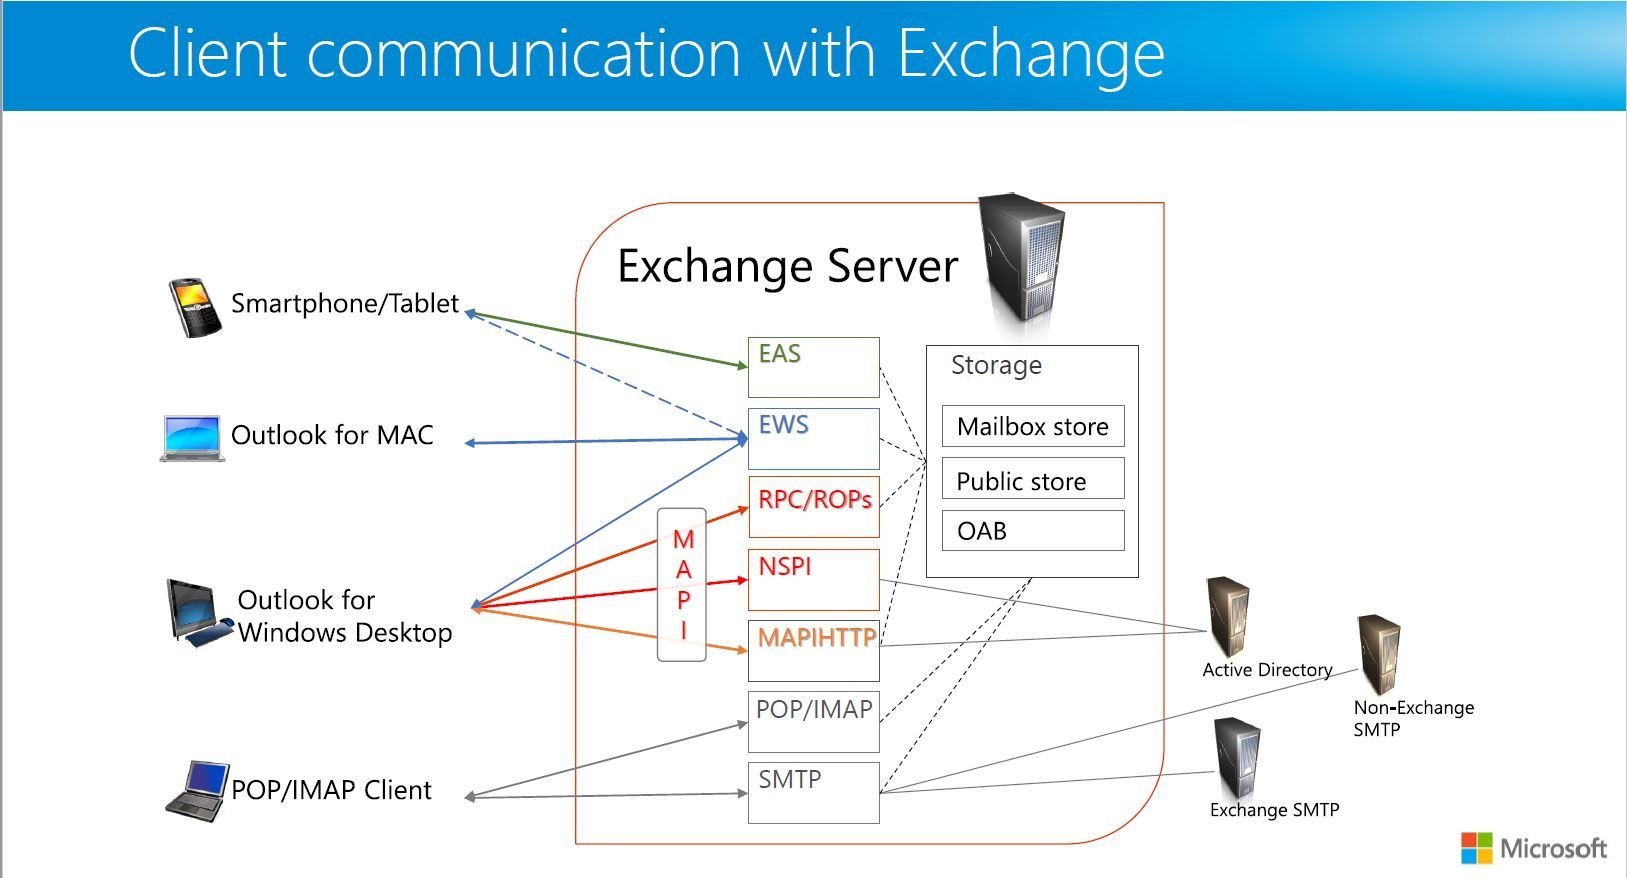 Client communication with Exchange
Exchange Server
Smartphone/Tablet
Outlook for MAC
Outlook for
Windows Desktop
POP/IMAP Client
M
A
P
I
EAS
EWS
RPC/ROPs
NSPI
MAPIHTTP
POP/IMAP
SMTP
Storage
Mailbox store
Public store
OAB
Active Directory
Non-Exchange
SMTP
Exchange SMTP
Microsoft